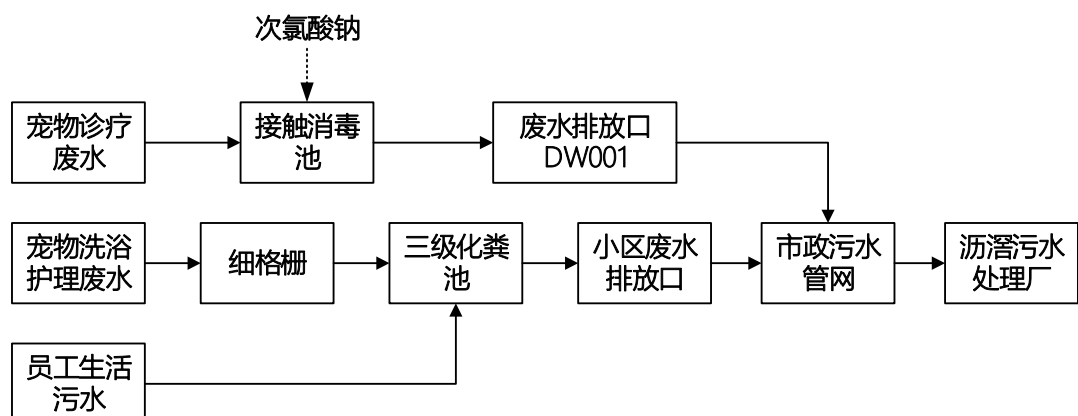 次氯酸钠
宠物诊疗
废水
接触消毒
池
废水排放口
DW001
宠物洗浴
护理废水
细格栅
三级化粪
池
小区废水
排放口
市政污水
管网
沥滘污水
处理厂
员工生活
污水